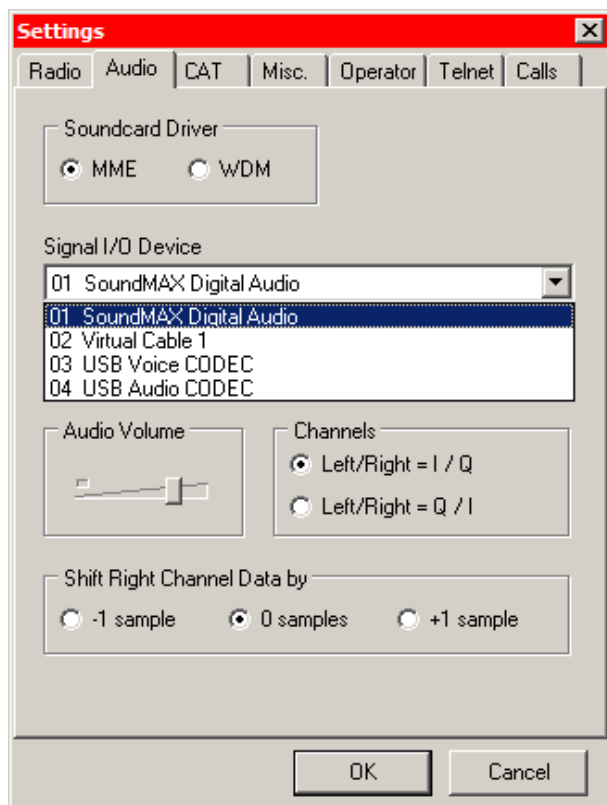 Settings
Radio Audio CAT Misc. Operator Telnet Calls
Soundcard Driver
MME WDM
Signal I/O Device
01 SoundMAX Digital Audio
01 SoundMAX Digital Audio
02 Virtual Cable 1
03 USB Voice CODEC
04 USB Audio CODEC
Audio Volume
Channels
Left/Right = I / Q
Left/Right = Q / I
Shift Right Channel Data by
-1 sample 0 samples +1 sample
OK Cancel